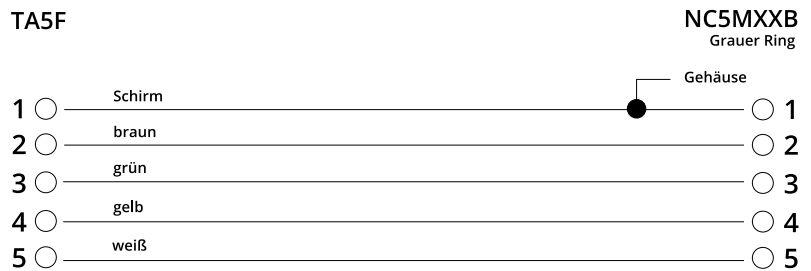 TA5F
NC5MXXB
Grauer Ring
Gehäuse
Schirm
1 1
braun
2 2
grün
3 3
gelb
4 4
weiß
5 5